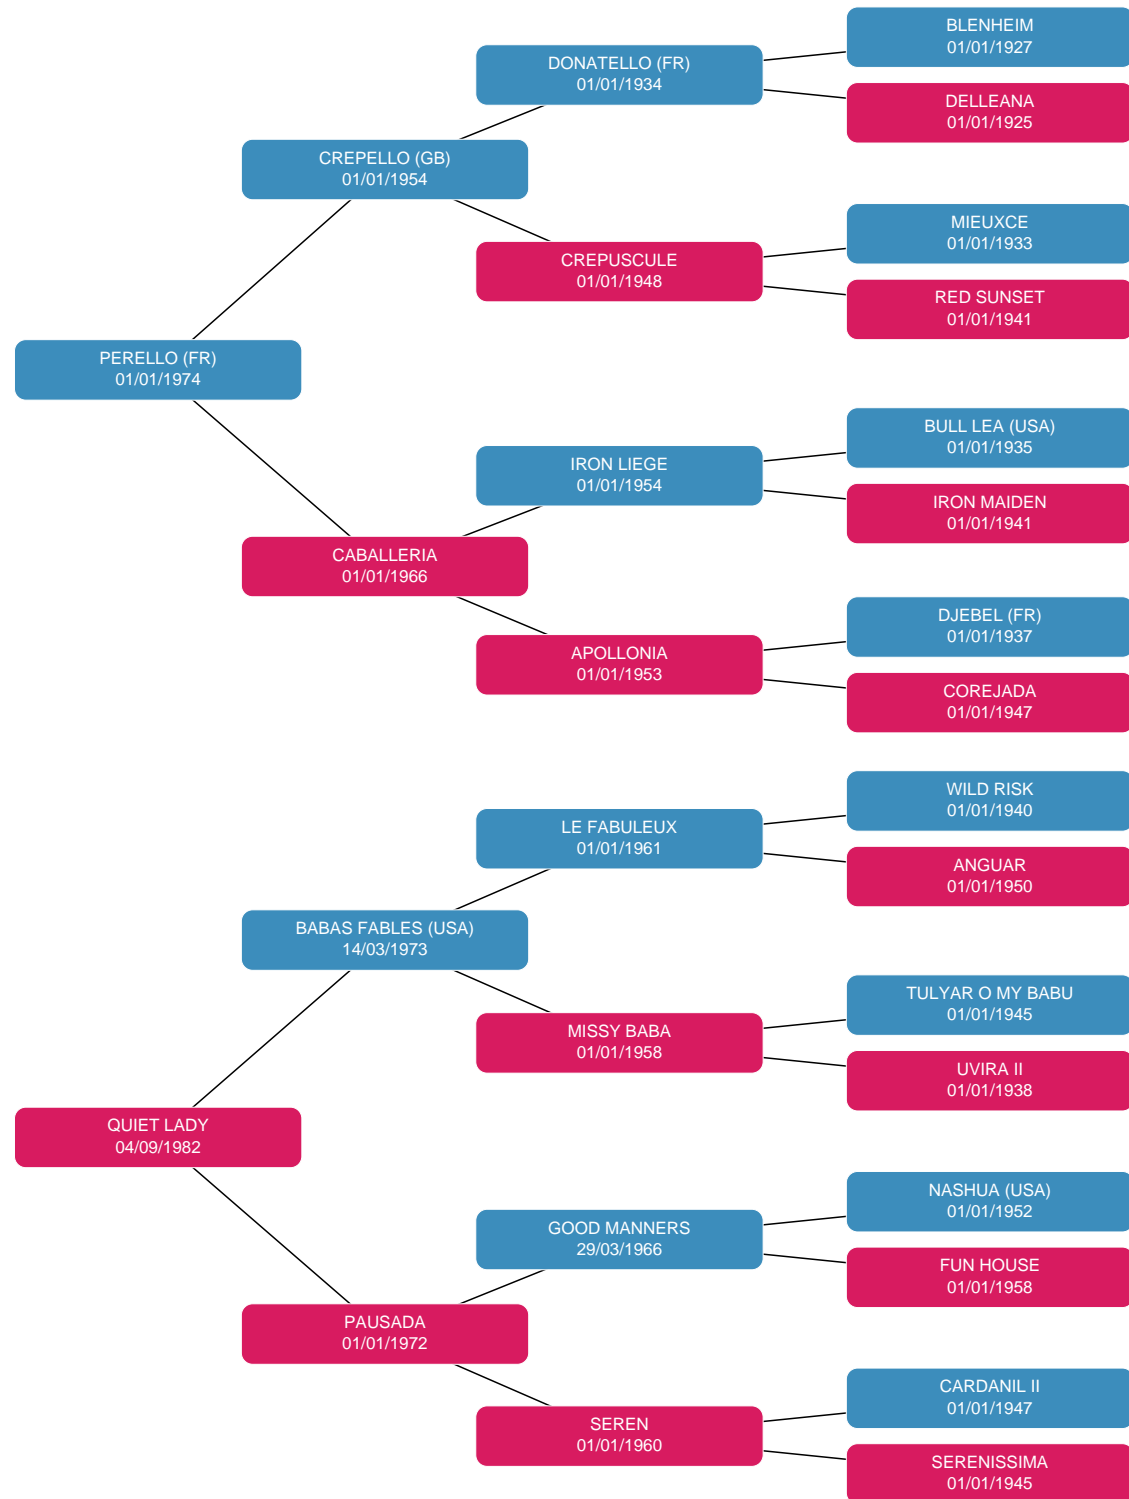 BLENHEIM
01/01/1927
DONATELLO (FR)
01/01/1934
DELLEANA
01/01/1925
CREPELLO (GB)
01/01/1954
MIEUXCE
01/01/1933
CREPUSCULE
01/01/1948
RED SUNSET
01/01/1941
PERELLO (FR)
01/01/1974
BULL LEA (USA)
01/01/1935
IRON LIEGE
01/01/1954
IRON MAIDEN
01/01/1941
CABALLERIA
01/01/1966
DJEBEL (FR)
01/01/1937
APOLLONIA
01/01/1953
COREJADA
01/01/1947
WILD RISK
01/01/1940
LE FABULEUX
01/01/1961
ANGUAR
01/01/1950
BABAS FABLES (USA)
14/03/1973
TULYAR O MY BABU
01/01/1945
MISSY BABA
01/01/1958
UVIRA II
01/01/1938
QUIET LADY
04/09/1982
NASHUA (USA)
01/01/1952
GOOD MANNERS
29/03/1966
FUN HOUSE
01/01/1958
PAUSADA
01/01/1972
CARDANIL II
01/01/1947
SEREN
01/01/1960
SERENISSIMA
01/01/1945